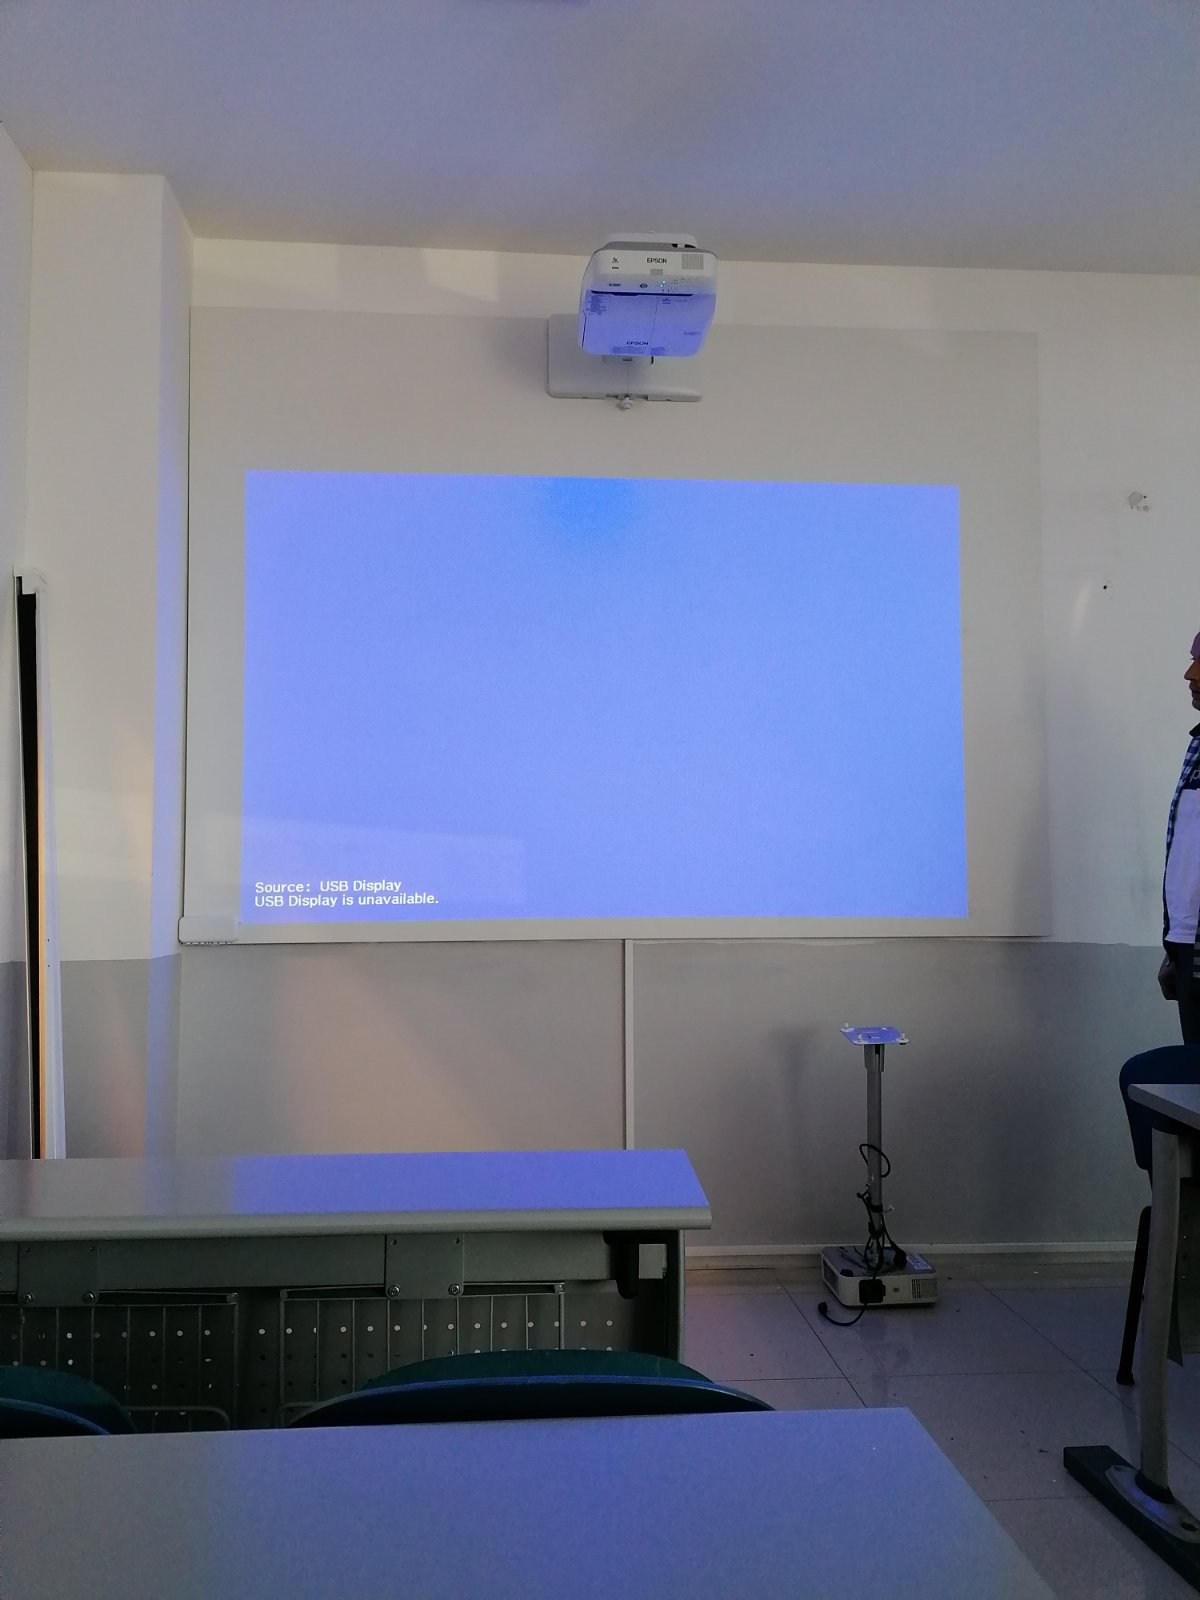 EPSON
EPSON
Source: USB Display
USB Display is unavailable.